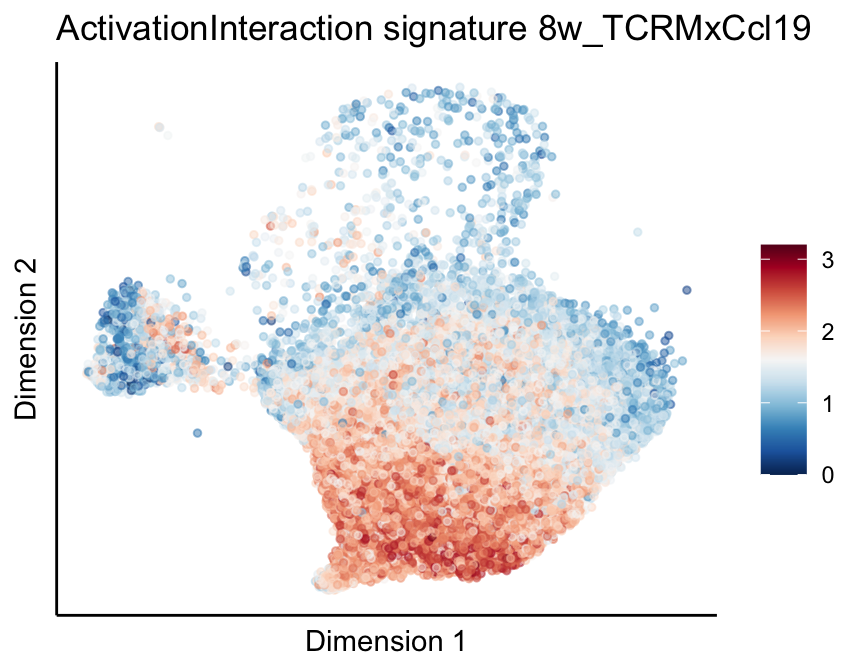 ActivationInteraction signature 8w_TCRMxCcl19
Dimension 2
3
2
1
0
Dimension 1